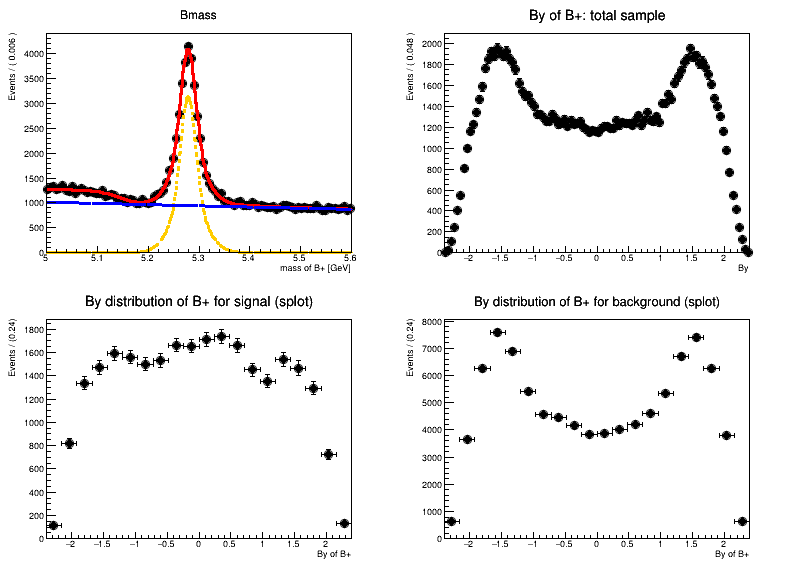 Bmass
Events / ( 0.006 )
4000
3500
3000
2500
2000
1500
1000
500
0
5 5.1 5.2 5.3 5.4 5.5 5.6
mass of B+ [GeV]
By of B+: total sample
Events / ( 0.048 )
2000
1800
1600
1400
1200
1000
800
600
400
200
0
−2 −1.5 −1 −0.5 0 0.5 1 1.5 2
By
By distribution of B+ for signal (splot)
Events / (0.24)
1800
1600
1400
1200
1000
800
600
400
200
0
−2 −1.5 −1 −0.5 0 0.5 1 1.5 2
By of B+
By distribution of B+ for background (splot)
Events / (0.24)
8000
7000
6000
5000
4000
3000
2000
1000
0
−2 −1.5 −1 −0.5 0 0.5 1 1.5 2
By of B+